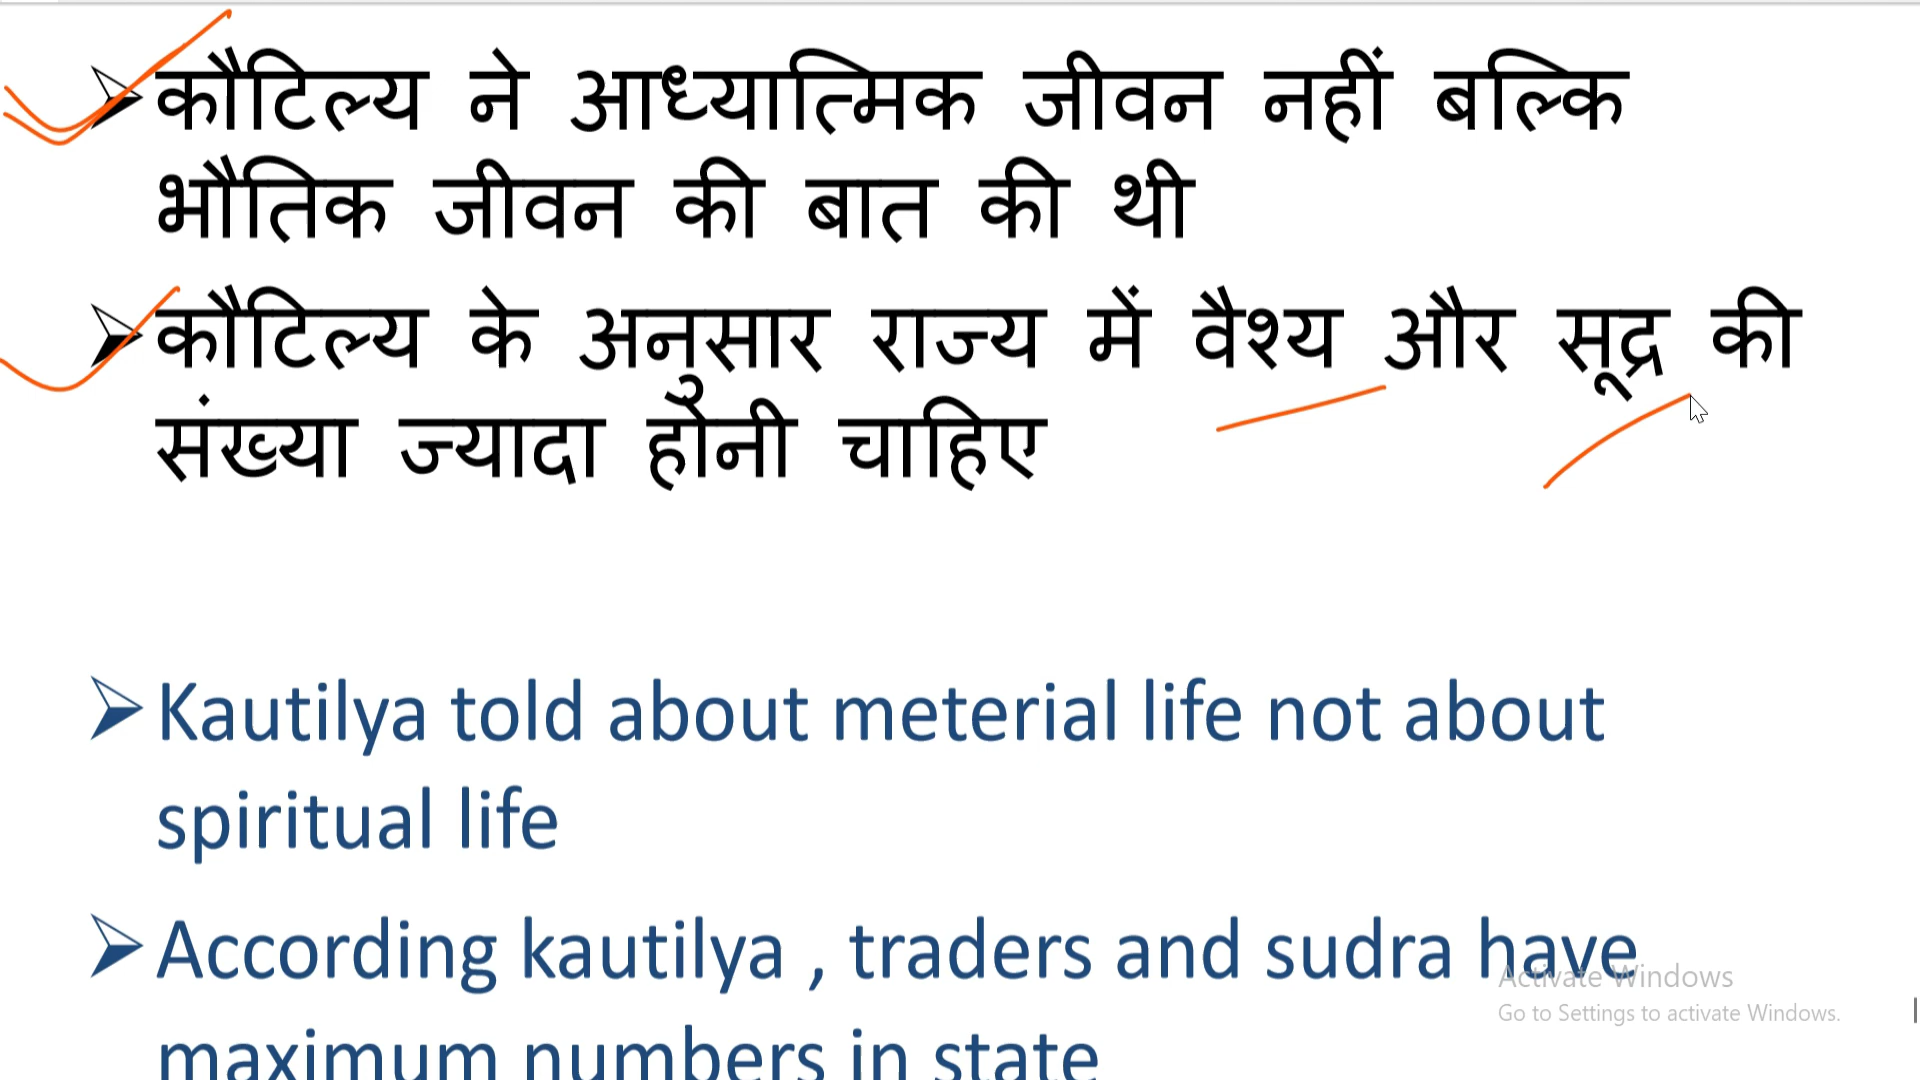 कौटिल्य ने आध्यात्मिक जीवन नहीं बल्कि
भौतिक जीवन की बात की थी
कौटिल्य के अनुसार राज्य में वैश्य और सूद्र की
संख्या ज्यादा होनी चाहिए
Kautilya told about meterial life not about
spiritual life
According kautilya , traders and sudra have
maximum numbers in state
Activate Windows
Go to Settings to activate Windows.